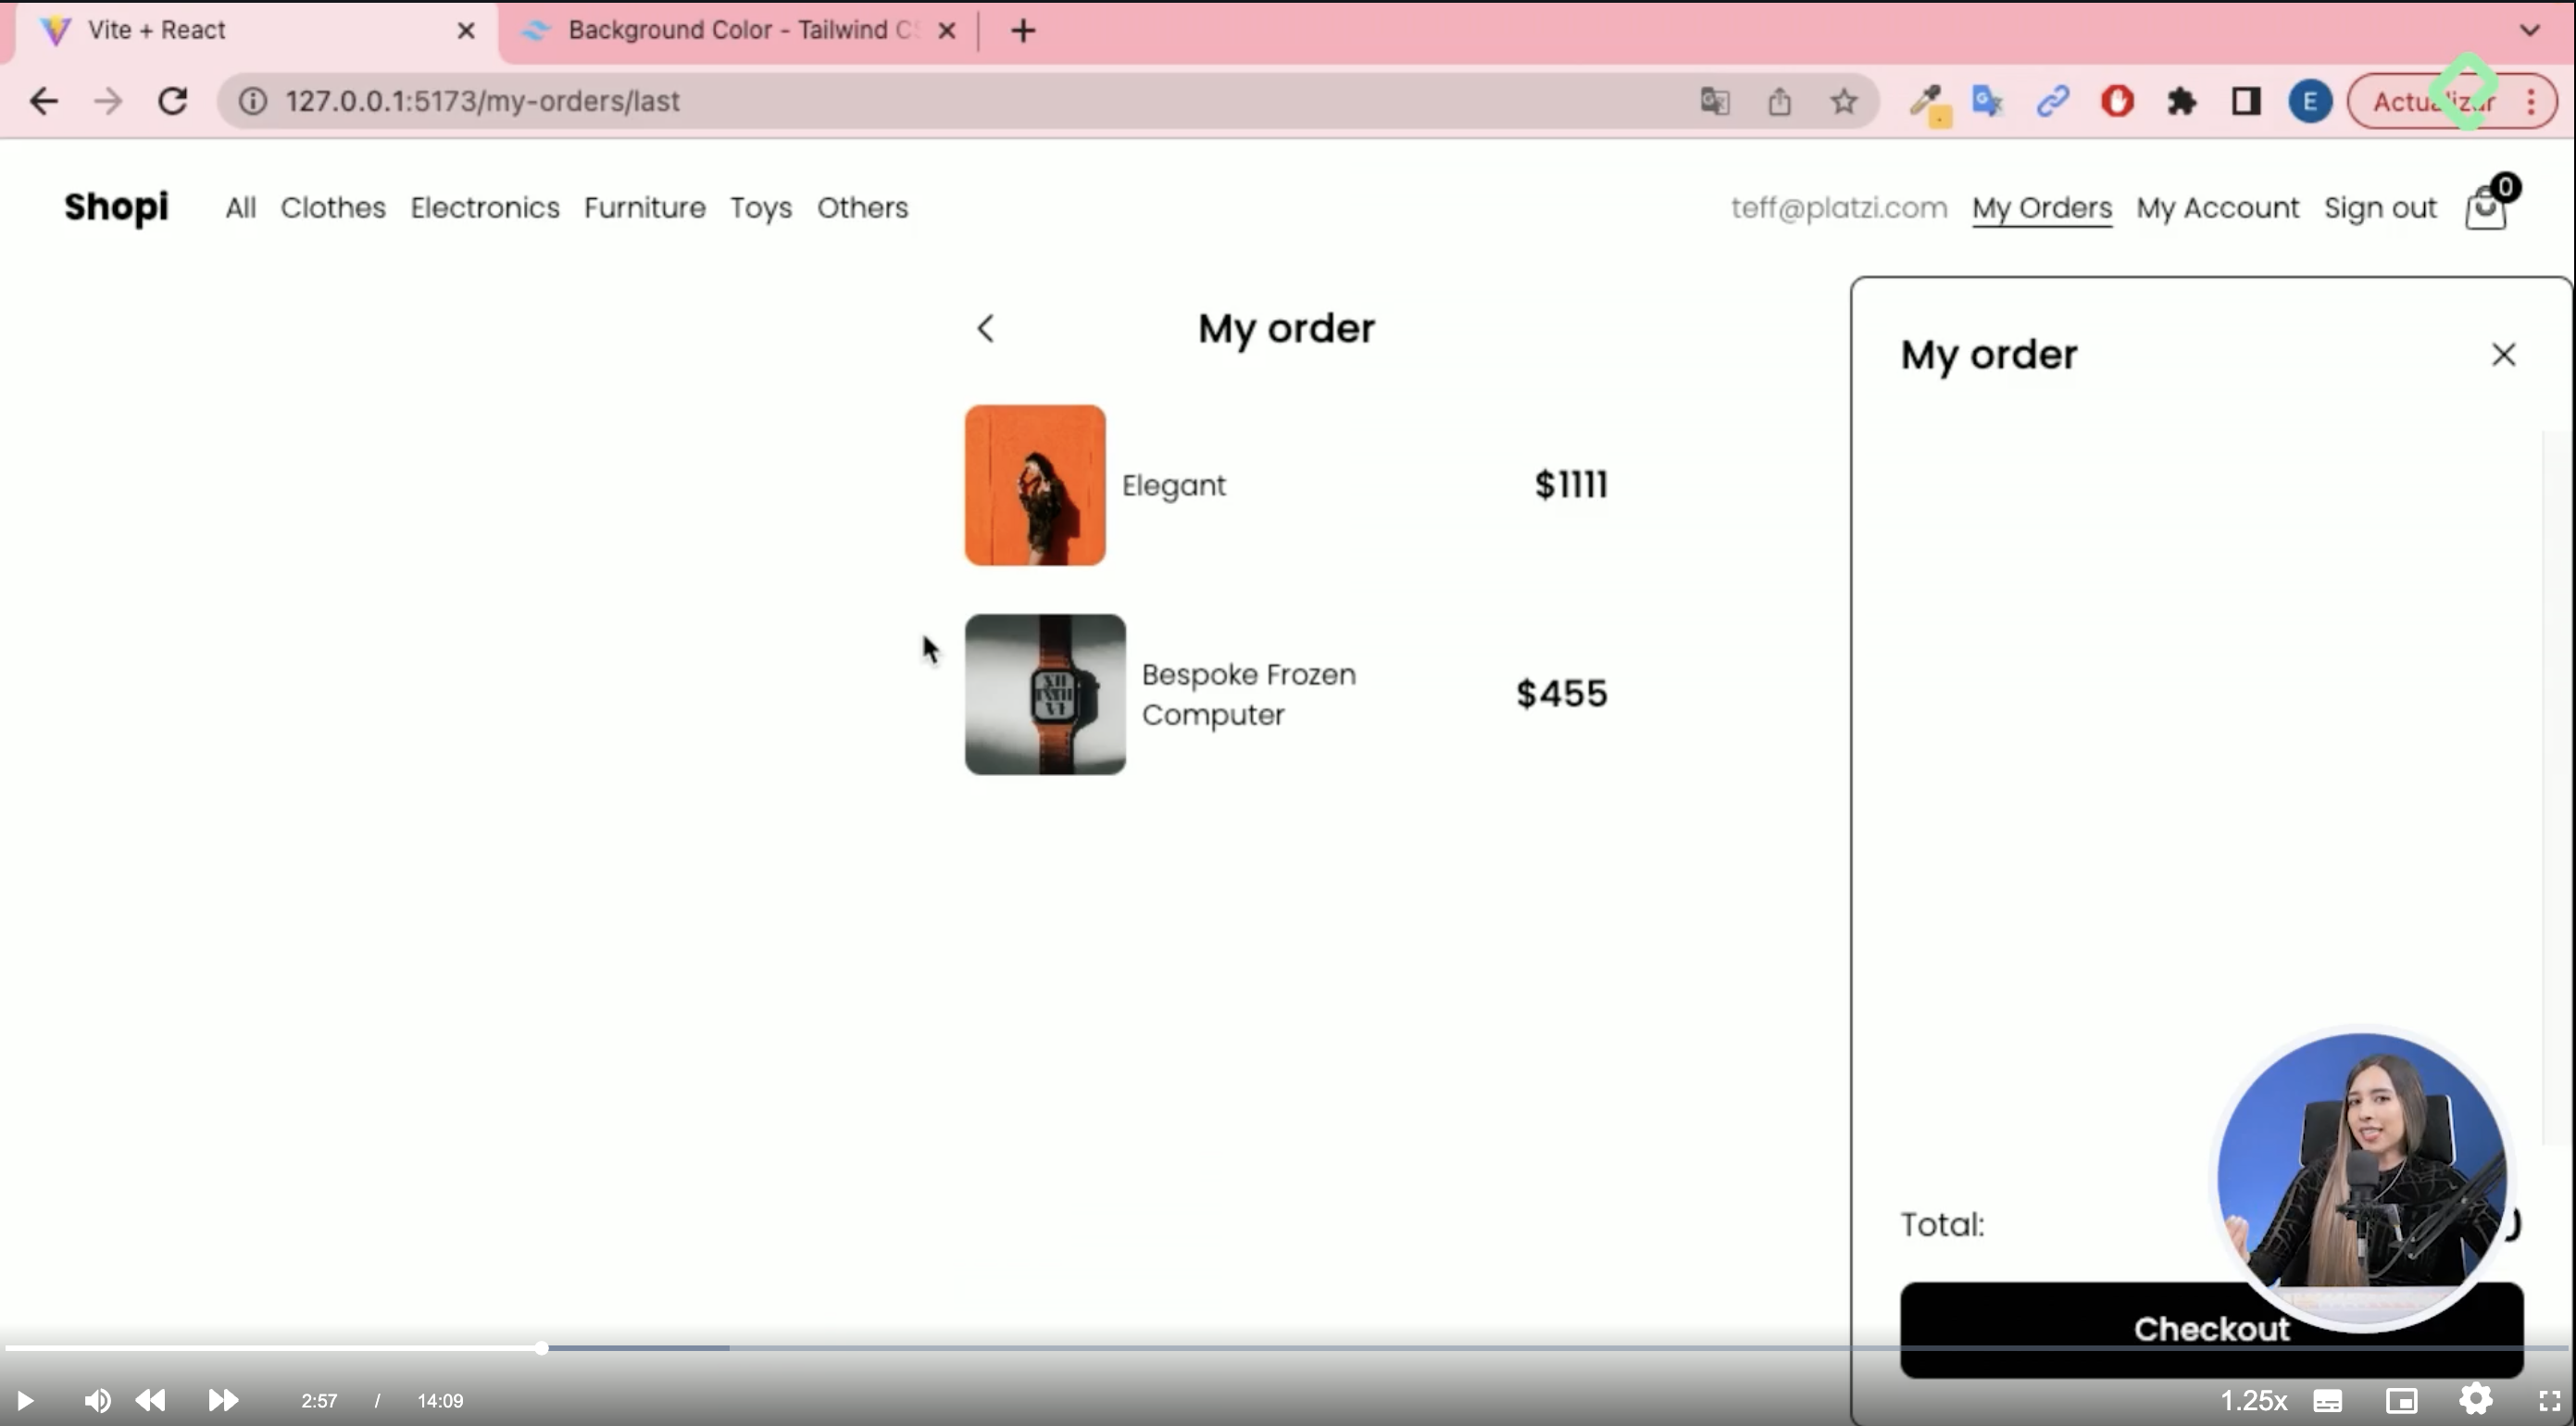 Vite + React
Background Color - Tailwind CS
127.0.0.1:5173/my-orders/last
E
Actualizar
Shopi
All
Clothes
Electronics
Furniture
Toys
Others
teff@platzi.com
My Orders
My Account
Sign out
0
My order
Elegant
$1111
Bespoke Frozen
Computer
$455
My order
Total:
Checkout
2:57 / 14:09
1.25x